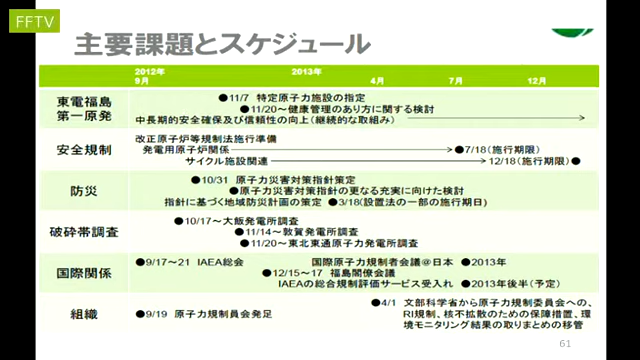 FFTV
主要課題とスケジュール
2012年
9月
2013年
4月
7月
12月
東電福島
第一原発
●11/7 特定原子力施設の指定
●11/20～健康管理のあり方に関する検討
中長期的安全確保及び信頼性の向上(継続的な取組み)
安全規制
改正原子炉等規制法施行準備
発電用原子炉関係
●7/18(施行期限)
サイクル施設関連
12/18(施行期限)●
防災
●10/31 原子力災害対策指針策定
●原子力災害対策指針の更なる充実に向けた検討
指針に基づく地域防災計画の策定 ●3/18(設置法の一部の施行期日)
破砕帯調査
●10/17～大飯発電所調査
●11/14～敦賀発電所調査
●11/20～東北東通原子力発電所調査
国際関係
●9/17～21 IAEA総会
国際原子力規制者会議@日本 ●2013年
●12/15～17 福島閣僚会議
IAEAの総合規制評価サービス受入れ ●2013年後半(予定)
組織
●9/19 原子力規制員会発足
●4/1 文部科学省から原子力規制委員会への、
RI規制、核不拡散のための保障措置、環
境モニタリング結果の取りまとめの移管
61